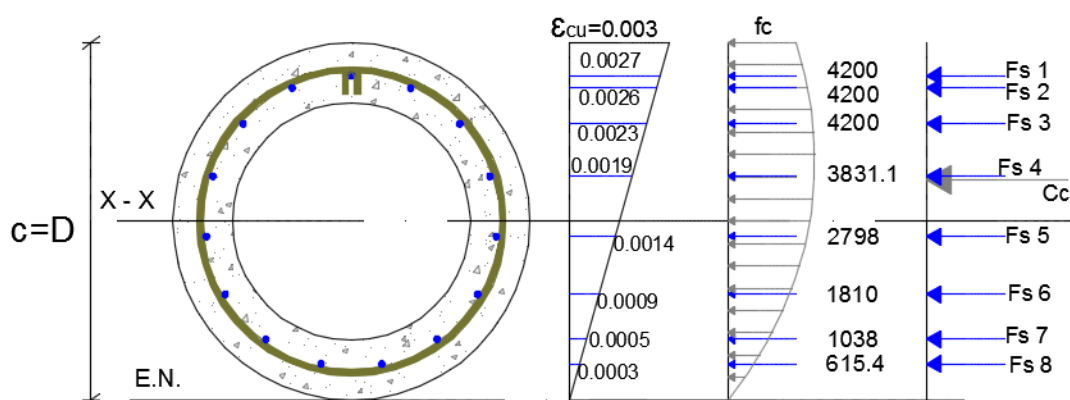 Ɛcu=0.003
fc
0.0027
4200
Fs 1
0.0026
4200
Fs 2
0.0023
4200
Fs 3
0.0019
3831.1
Fs 4
Cc
X - X
c=D
0.0014
2798
Fs 5
0.0009
1810
Fs 6
0.0005
1038
Fs 7
0.0003
615.4
Fs 8
E.N.